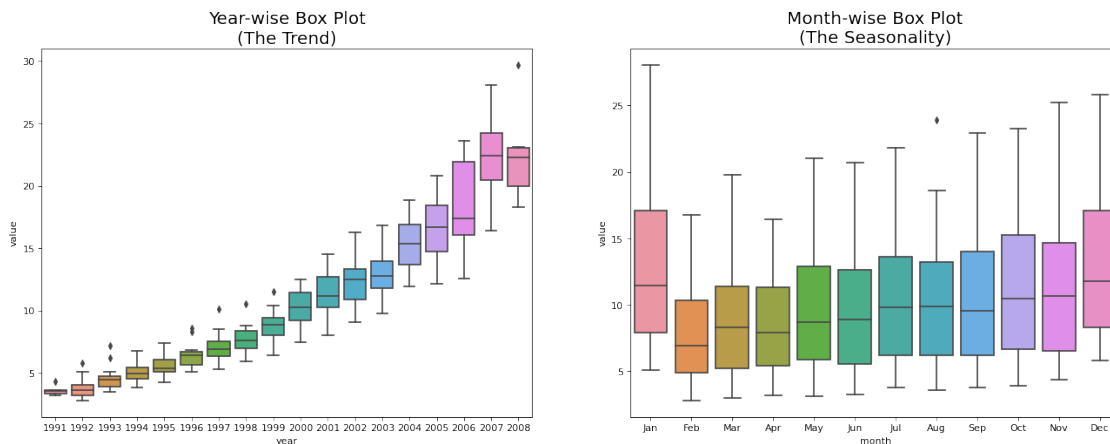 Year-wise Box Plot
(The Trend)
30
25
20
15
10
5
value
1991 1992 1993 1994 1995 1996 1997 1998 1999 2000 2001 2002 2003 2004 2005 2006 2007 2008
year
Month-wise Box Plot
(The Seasonality)
25
20
15
10
5
value
Jan Feb Mar Apr May Jun Jul Aug Sep Oct Nov Dec
month